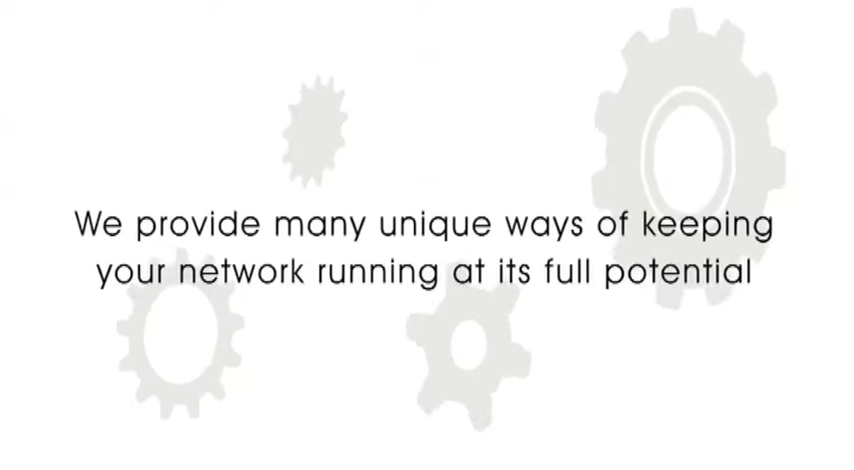 We provide many unique ways of keeping
your network running at its full potential